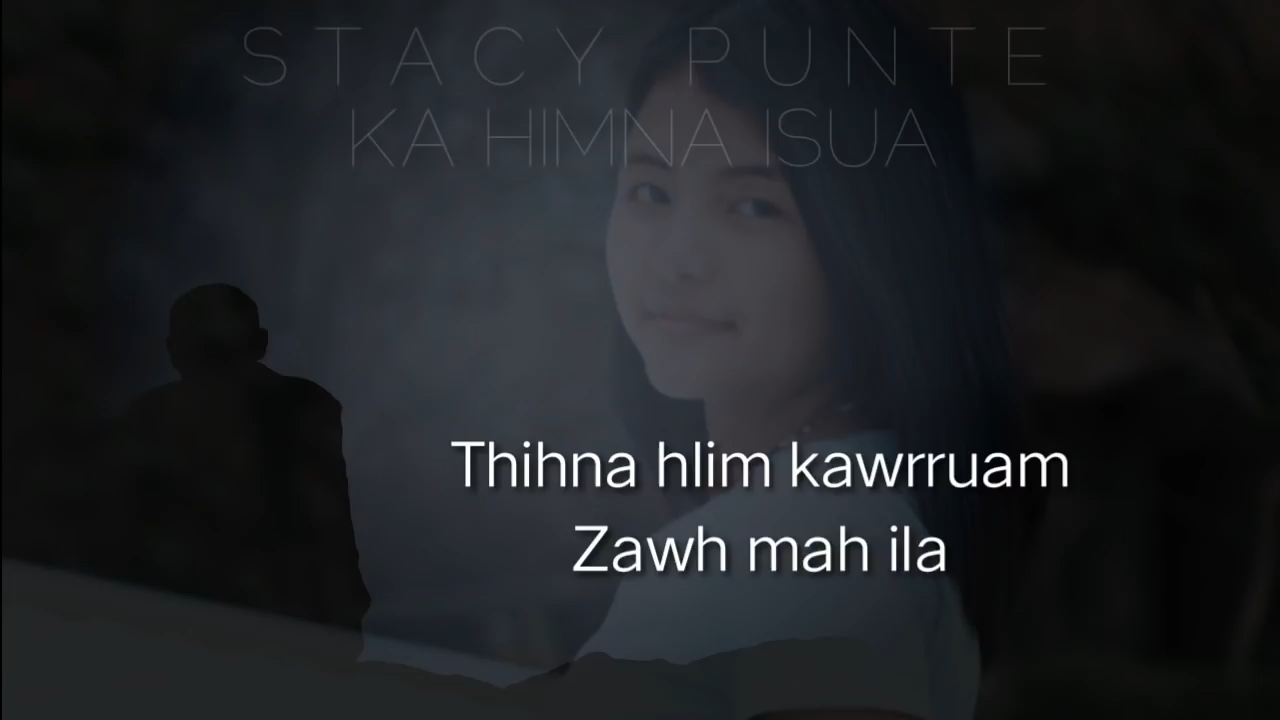 STACY PUNTE
KA HIMNA ISUA
Thihna hlim kawrruam
Zawh mah ila